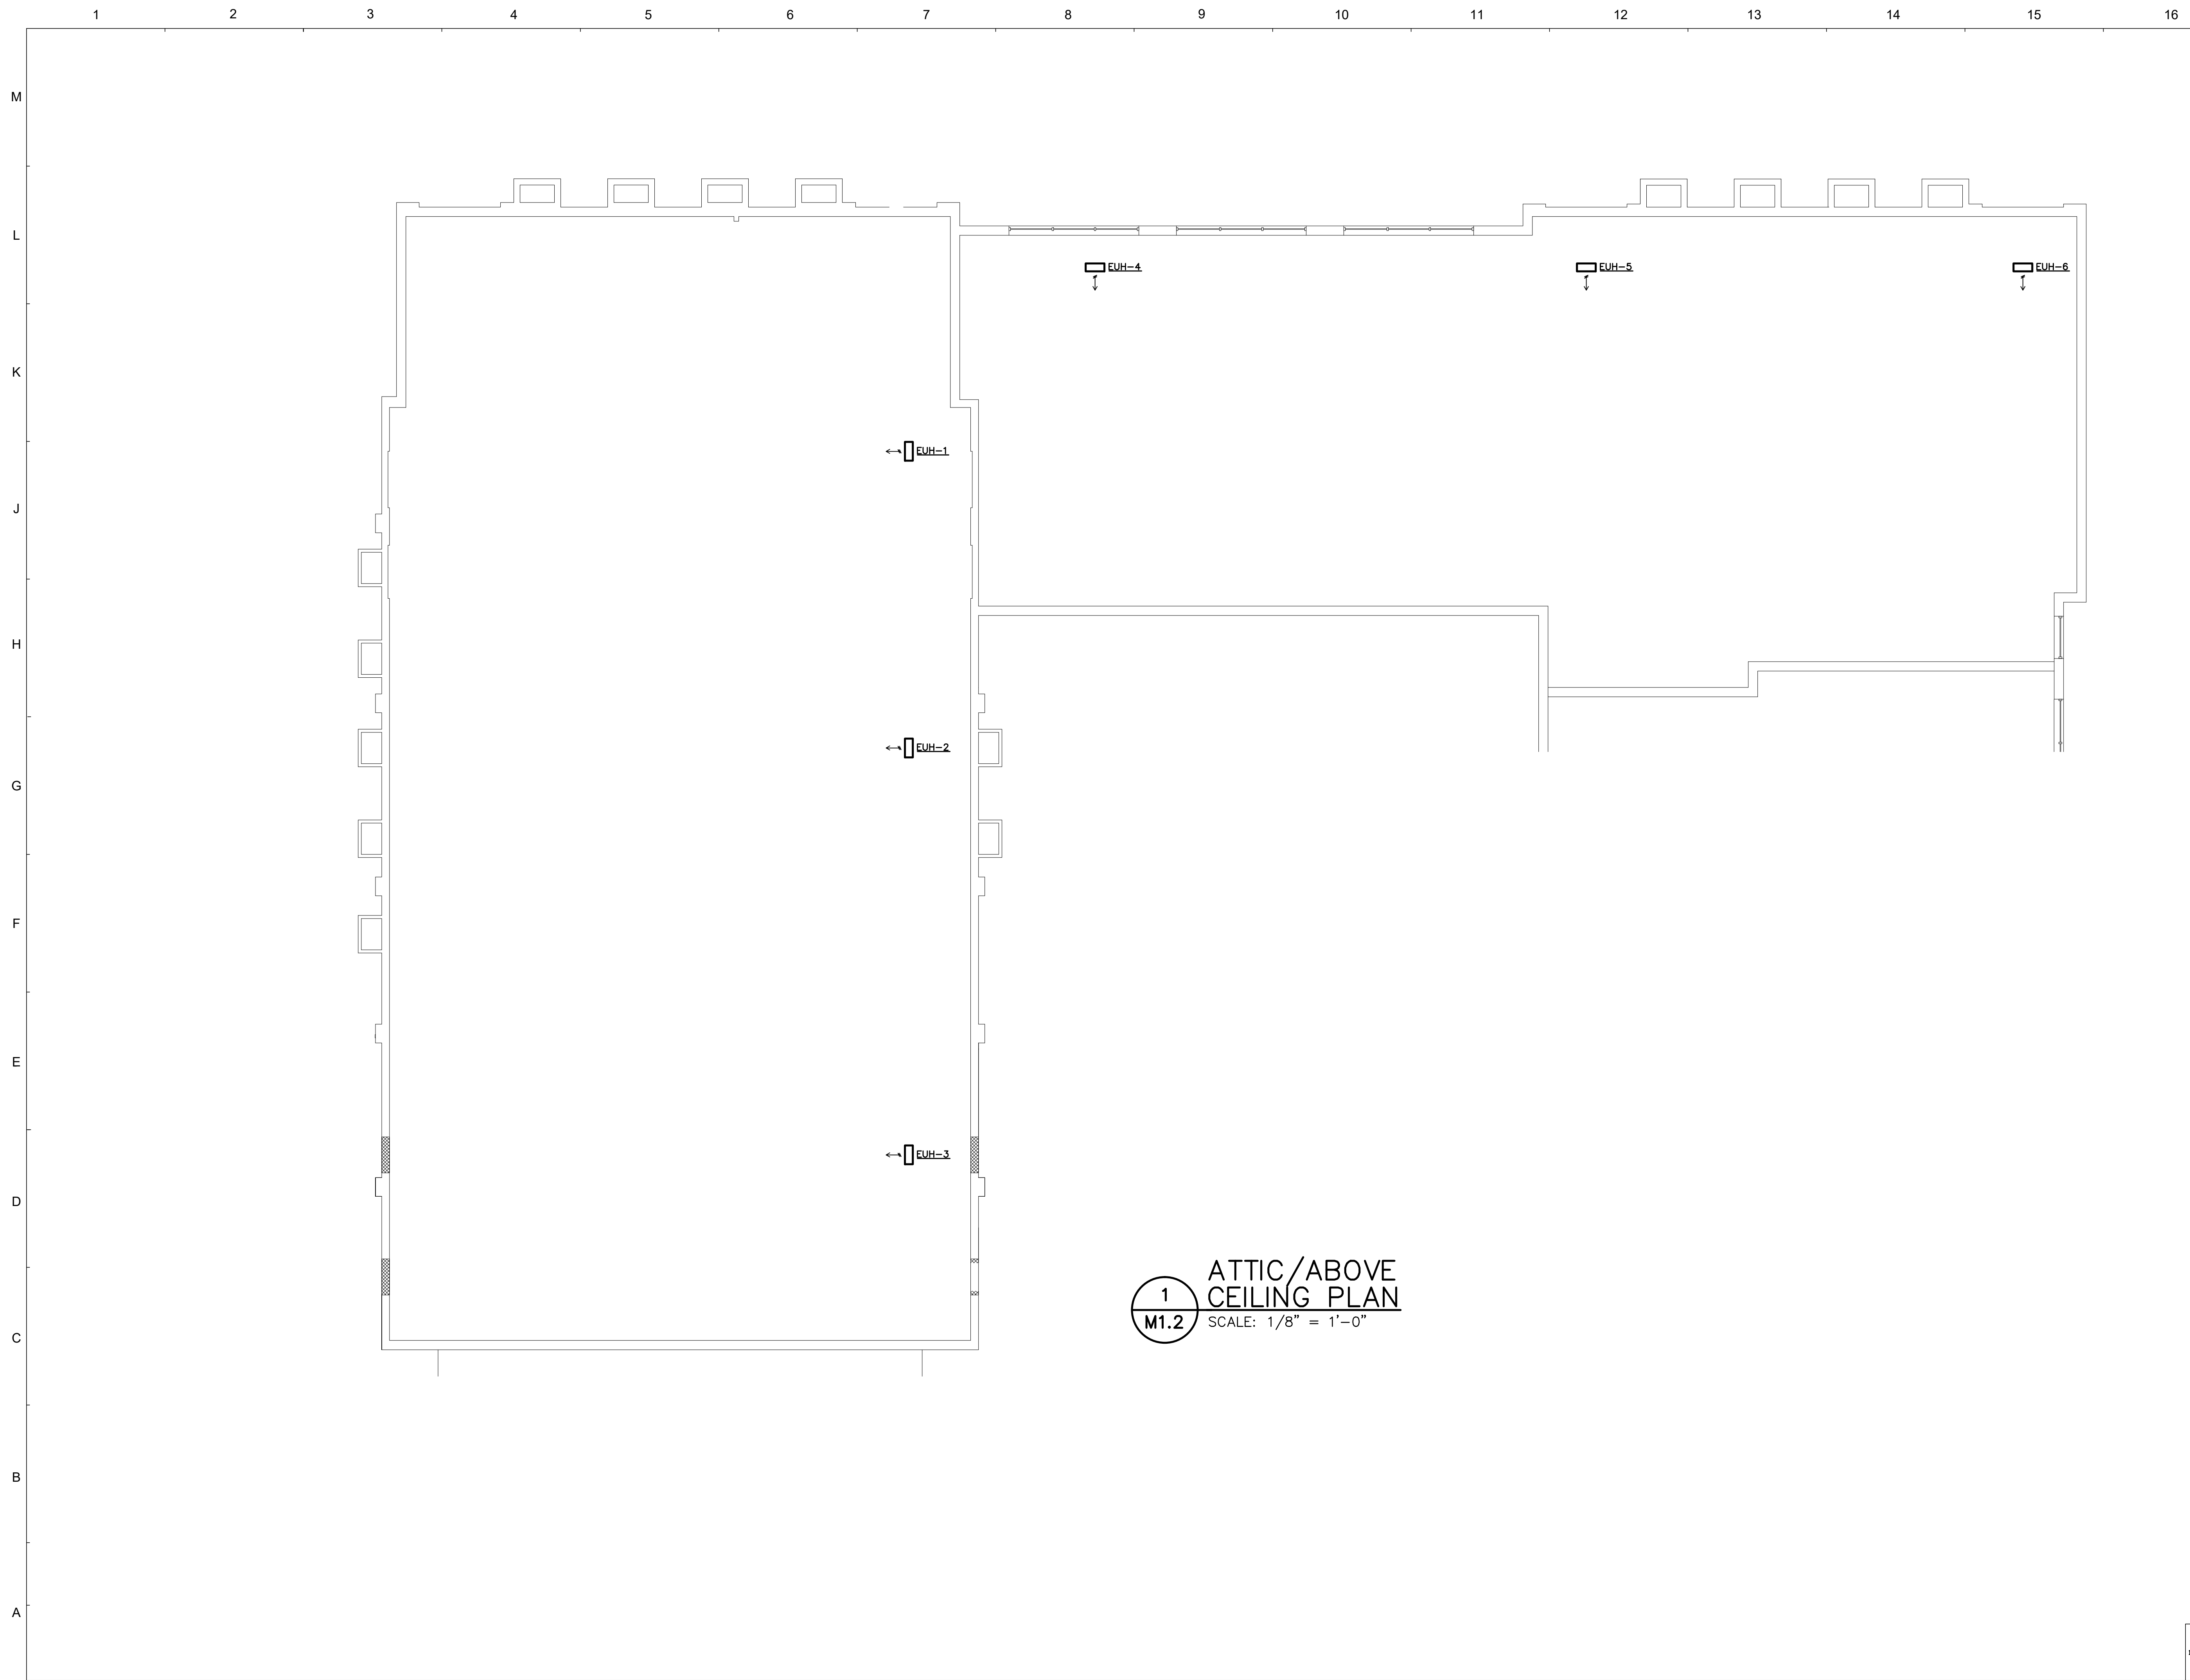 1 2 3 4 5 6 7 8 9 10 11 12 13 14 15 16
M
L
EUH-4 EUH-5 EUH-6
K
EUH-1
J
H
EUH-2
G
F
E
EUH-3
D
ATTIC/ABOVE
1 CEILING PLAN
M1.2 SCALE: 1/8" = 1'-0"
C
B
A